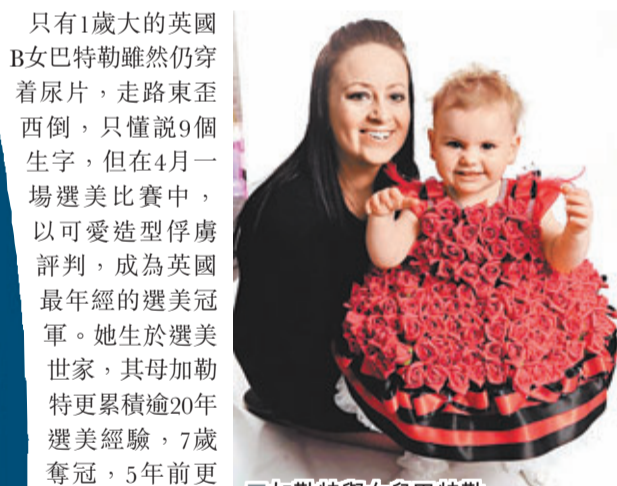 只有1歲大的英國
B女巴特勒雖然仍穿
着尿片，走路東歪
西倒，只懂説9個
生字，但在4月一
場選美比賽中，
以可愛造型俘虜
評判，成為英國
最年經的選美冠
軍。她生於選美
世家，其母加勒
特更累積逾20年
選美經驗，7歲
奪冠，5年前更